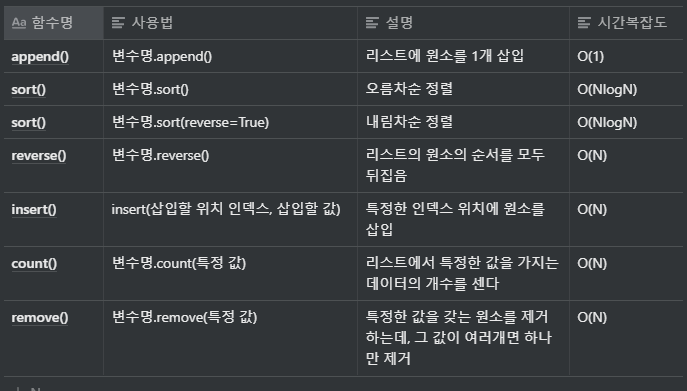 Aa 함수명 사용법 설명 시간복잡도
append() 변수명.append() 리스트에 원소를 1개 삽입 O(1)
sort() 변수명.sort() 오름차순 정렬 O(NlogN)
sort() 변수명.sort(reverse=True) 내림차순 정렬 O(NlogN)
reverse() 변수명.reverse() 리스트의 원소의 순서를 모두 O(N)
뒤집음
insert() insert(삽입할 위치 인덱스, 삽입할 값) 특정한 인덱스 위치에 원소를 O(N)
삽입
count() 변수명.count(특정 값) 리스트에서 특정한 값을 가지는 O(N)
데이터의 개수를 센다
remove() 변수명.remove(특정 값) 특정한 값을 갖는 원소를 제거 O(N)
하는데, 그 값이 여러개면 하나
만 제거